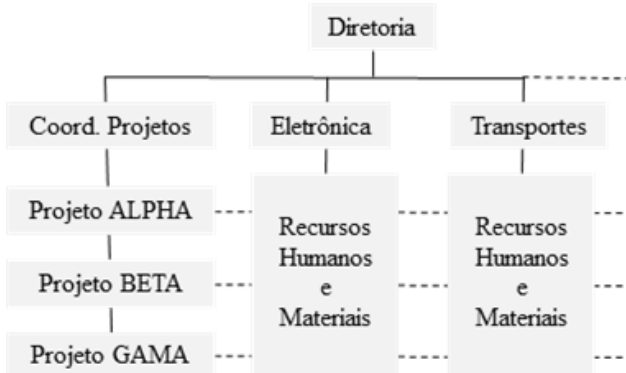 Diretoria
Coord. Projetos
Eletrônica
Transportes
Projeto ALPHA
Projeto BETA
Projeto GAMA
Recursos
Humanos
e
Materiais
Recursos
Humanos
e
Materiais